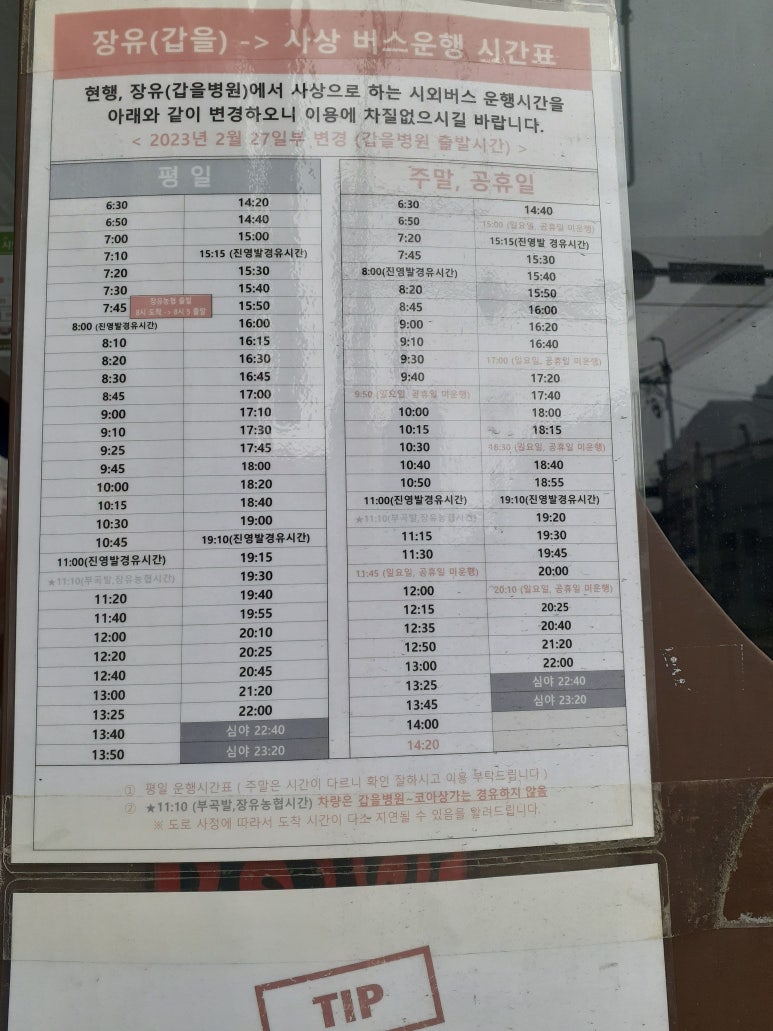 장유(갑을) -> 사상 버스운행 시간표
현행, 장유(갑을병원)에서 사상으로 하는 시외버스 운행시간을
아래와 같이 변경하오니 이용에 차질없으시길 바랍니다.
< 2023년 2월 27일부 변경 (갑을병원 출발시간) >
평 일
6:30 14:20
6:50 14:40
7:00 15:00
7:10 15:15 (진영발경유시간)
7:20 15:30
7:30 15:40
7:45 장유농협 출발 15:50
8시 도착 -> 8시 5 출발
8:00 (진영발경유시간) 16:00
8:10 16:15
8:20 16:30
8:30 16:45
8:45 17:00
9:00 17:10
9:10 17:30
9:25 17:45
9:45 18:00
10:00 18:20
10:15 18:40
10:30 19:00
10:45 19:10(진영발경유시간)
11:00(진영발경유시간) 19:15
★11:10(부곡발,장유농협시간) 19:30
11:20 19:40
11:40 19:55
12:00 20:10
12:20 20:25
12:40 20:45
13:00 21:20
13:25 22:00
13:40 심야 22:40
13:50 심야 23:20
주말, 공휴일
6:30 14:40
6:50 15:00 (일요일, 공휴일 미운행)
7:20 15:15(진영발 경유시간)
7:45 15:30
8:00(진영발경유시간) 15:40
8:20 15:50
8:45 16:00
9:00 16:20
9:10 16:40
9:30 17:00 (일요일, 공휴일 미운행)
9:40 17:20
9:50 (일요일, 공휴일 미운행) 17:40
10:00 18:00
10:15 18:15
10:30 18:30 (일요일, 공휴일 미운행)
10:40 18:40
10:50 18:55
11:00(진영발경유시간) 19:10(진영발경유시간)
★11:10(부곡발,장유농협시간) 19:20
11:15 19:30
11:30 19:45
11:45 (일요일, 공휴일 미운행) 20:00
12:00 20:10 (일요일, 공휴일 미운행)
12:15 20:25
12:35 20:40
12:50 21:20
13:00 22:00
13:25 심야 22:40
13:45 심야 23:20
14:00
14:20
① 평일 운행시간표 ( 주말은 시간이 다르니 확인 잘하시고 이용 부탁드립니다 )
② ★11:10 (부곡발,장유농협시간) 차량은 갑을병원~코아상가는 경유하지 않음
※ 도로 사정에 따라서 도착 시간이 다소 지연될 수 있음을 알려드립니다.
TIP